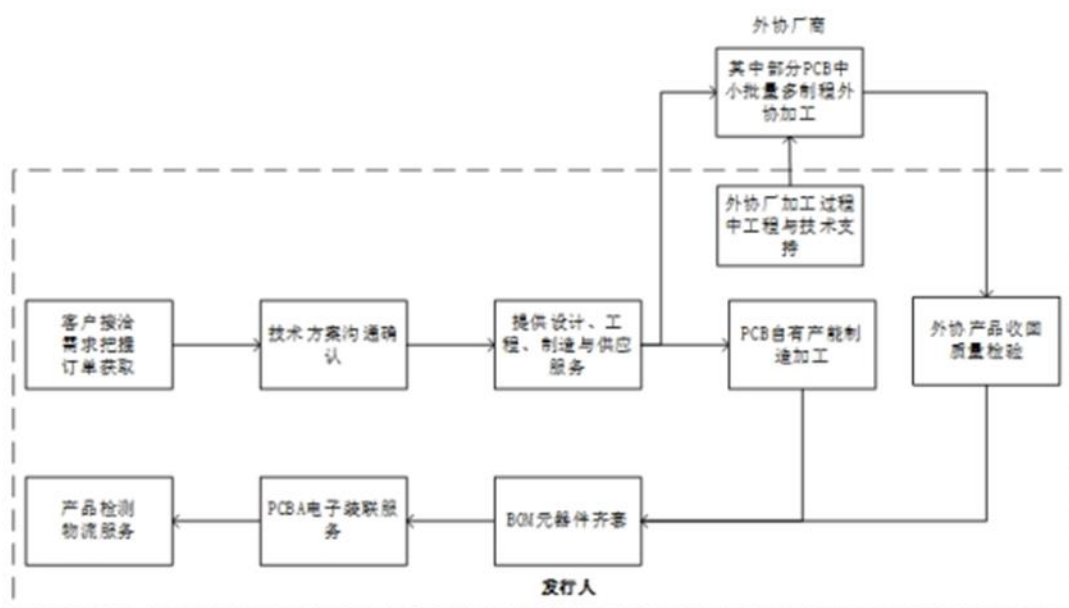 外协厂商
其中部分PCB中
小批量多制程外
协加工
外协厂加工过程
中工程与技术支
持
客户接洽
需求把握
订单获取
技术方案沟通确
认
提供设计、工
程、制造与供应
服务
PCB自有产能制
造加工
外协产品收回
质量检验
产品检测
物流服务
PCBA电子装联服
务
BOM元器件齐套
发行人